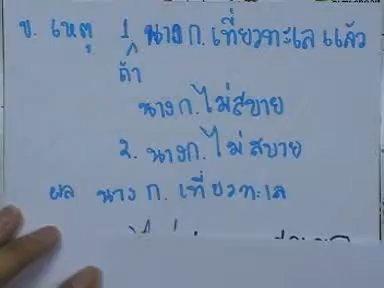 ข. เหตุ 1. นาง ก. เที่ยวทะเล แล้ว
ถ้า
นาง ก. ไม่สบาย
2. นาง ก. ไม่สบาย
ผล นาง ก. เที่ยวทะเล